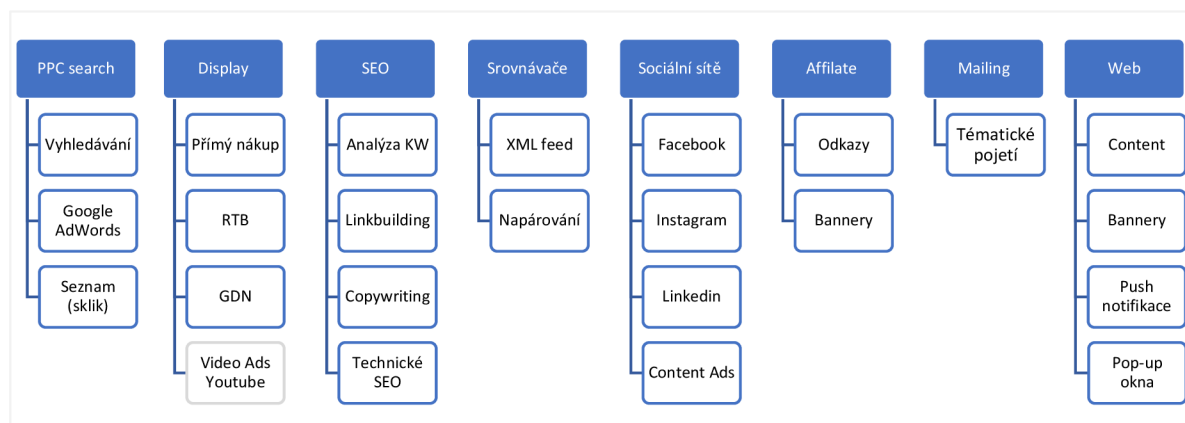 PPC search
Vyhledávání
Google
AdWords
Seznam
(sklik)
Display
Přímý nákup
RTB
GDN
Video Ads
Youtube
SEO
Analýza KW
Linkbuilding
Copywriting
Technické
SEO
Srovnávače
XML feed
Napárování
Sociální sítě
Facebook
Instagram
Linkedin
Content Ads
Affilate
Odkazy
Bannery
Mailing
Tématické
pojetí
Web
Content
Bannery
Push
notifikace
Pop-up
okna